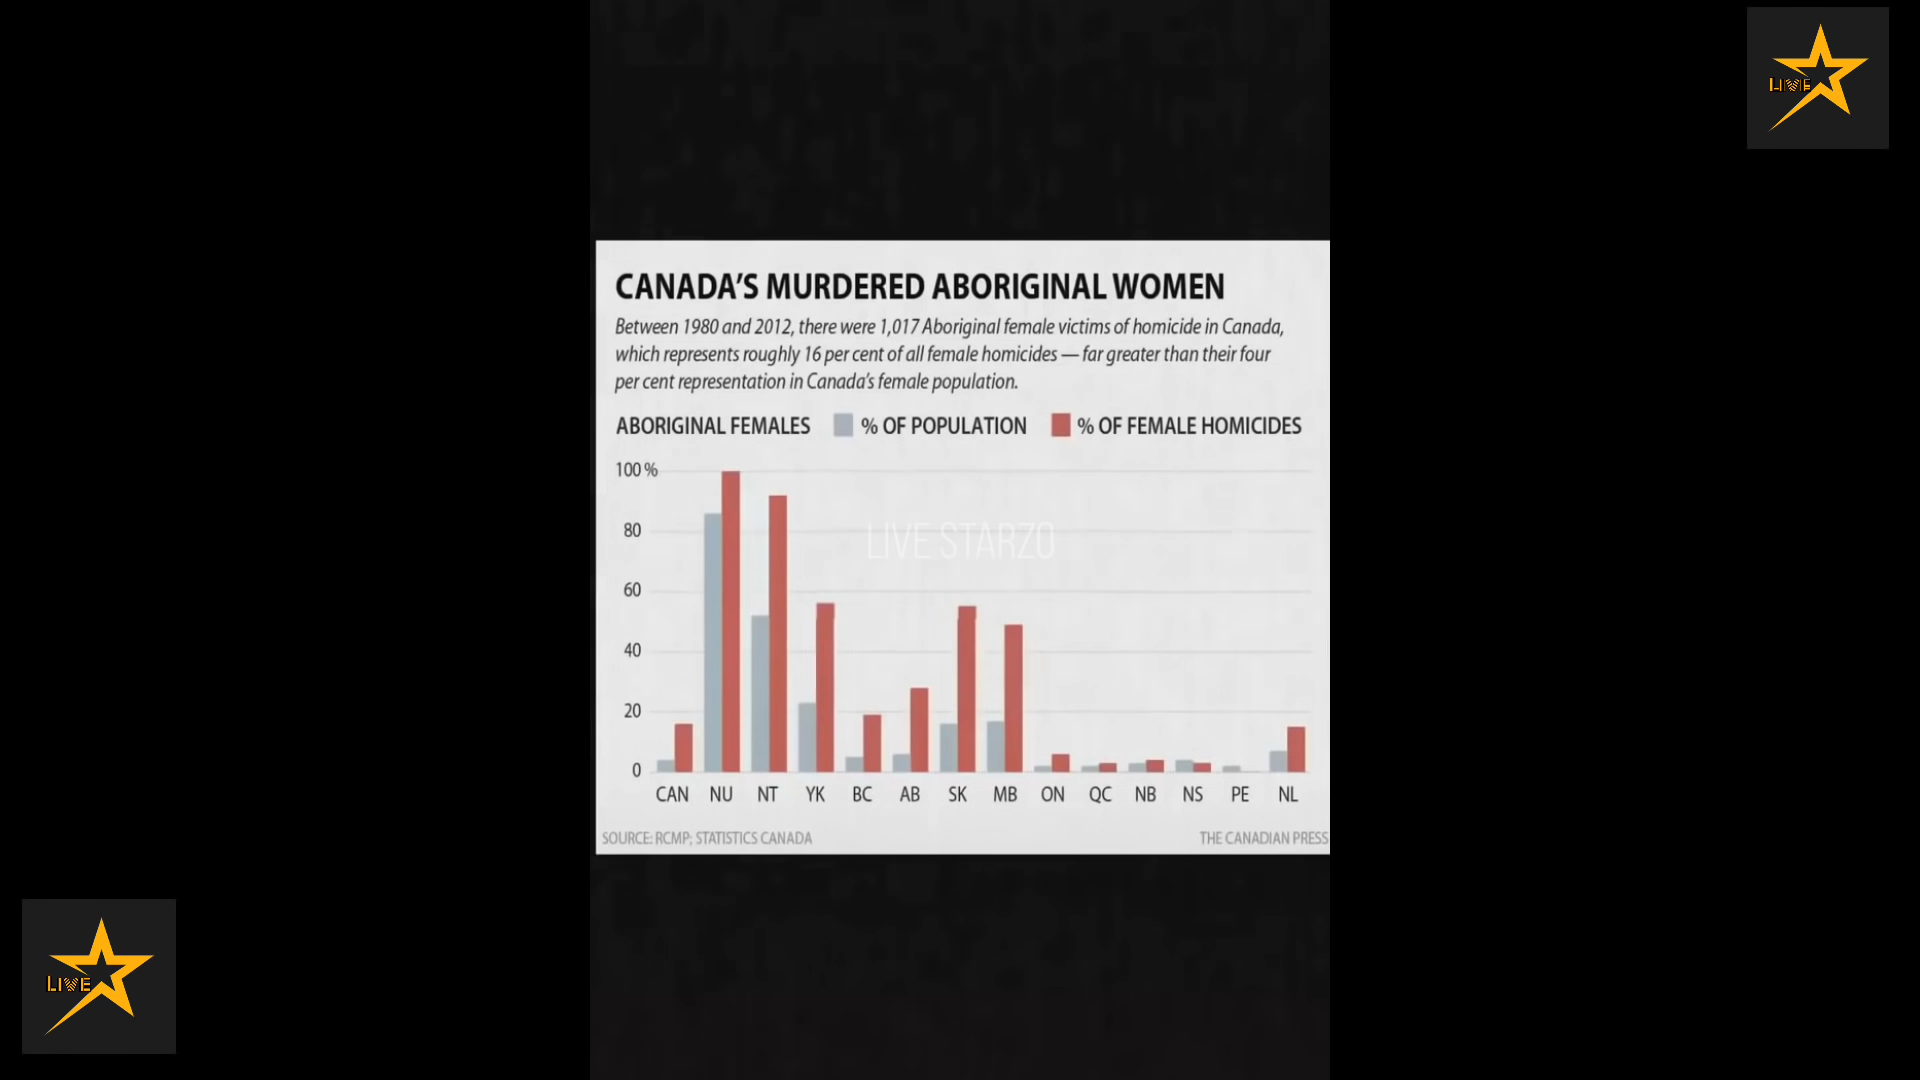 LIVE
CANADA'S MURDERED ABORIGINAL WOMEN
Between 1980 and 2012, there were 1,017 Aboriginal female victims of homicide in Canada,
which represents roughly 16 per cent of all female homicides — far greater than their four
per cent representation in Canada's female population.
ABORIGINAL FEMALES % OF POPULATION % OF FEMALE HOMICIDES
100 %
80
LIVE STARZO
60
40
20
0
CAN NU NT YK BC AB SK MB ON QC NB NS PE NL
SOURCE: RCMP; STATISTICS CANADA THE CANADIAN PRESS
LIVE